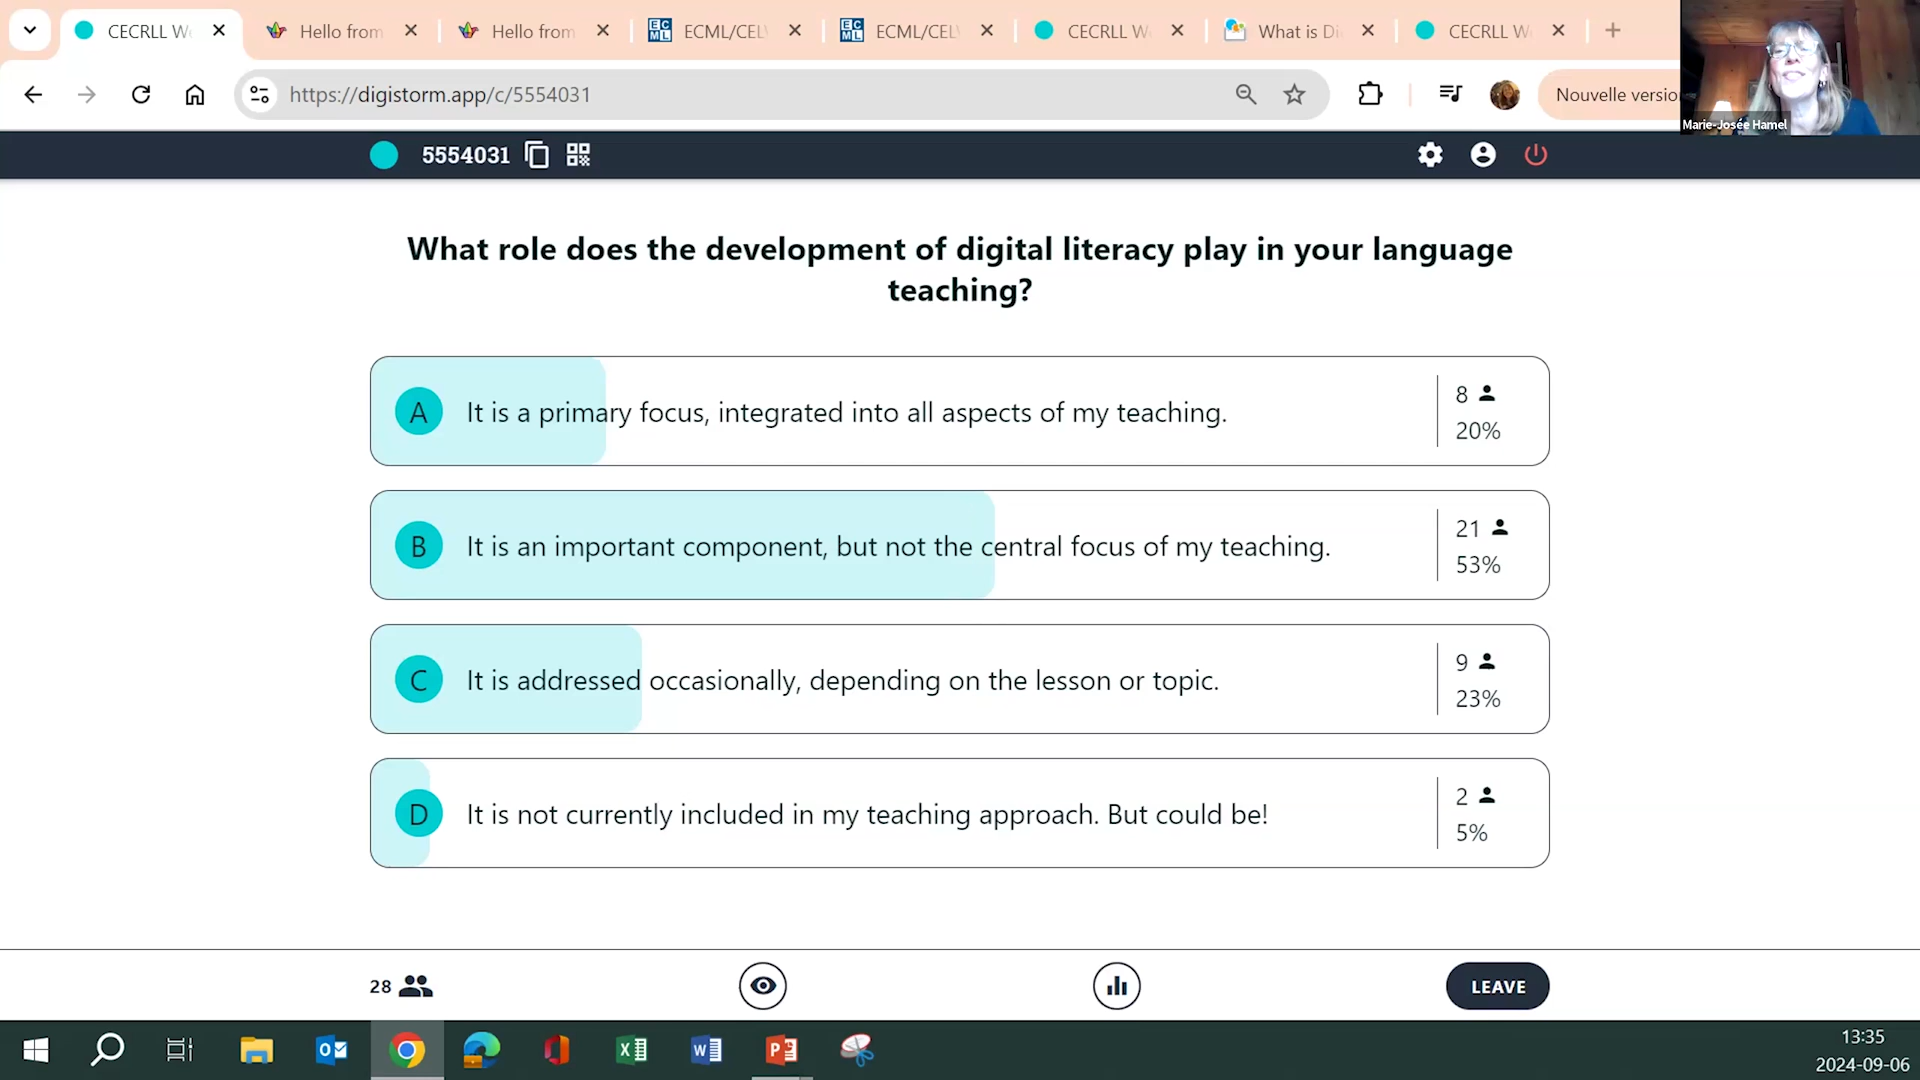 CECRLL W
Hello from
Hello from
ECML ECML/CEL
ECML ECML/CEL
CECRLL W
What is Di
CECRLL W
https://digistorm.app/c/5554031
Nouvelle versio
Marie-Josée Hamel
5554031
What role does the development of digital literacy play in your language
teaching?
A It is a primary focus, integrated into all aspects of my teaching.
8
20%
B It is an important component, but not the central focus of my teaching.
21
53%
C It is addressed occasionally, depending on the lesson or topic.
9
23%
D It is not currently included in my teaching approach. But could be!
2
5%
28
LEAVE
13:35
2024-09-06